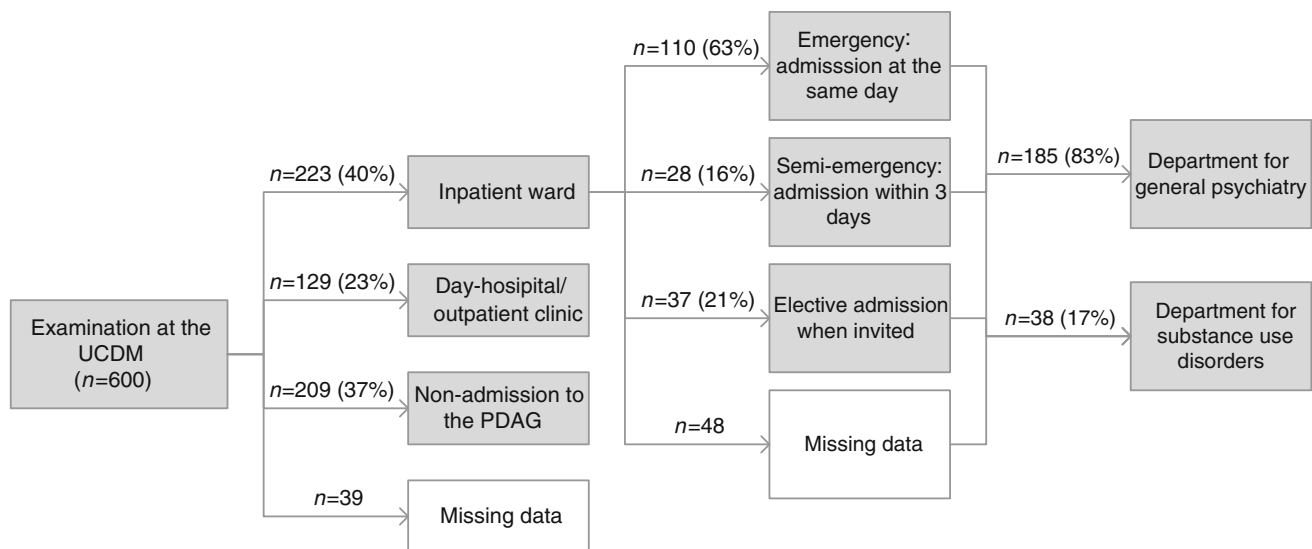 Examination at the
UCDM
(n=600)
n=223 (40%)
Inpatient ward
n=129 (23%)
Day-hosipital/
outpatient clinic
n=209 (37%)
Non-admission to
the PDAG
n=39
Missing data
n=110 (63%)
Emergency:
admisssion at the
same day
n=28 (16%)
Semi-emergency:
admission within 3
days
n=37 (21%)
Elective admission
when invited
n=48
Missing data
n=185 (83%)
Department for
general psychiatry
n=38 (17%)
Department for
substance use
disorders